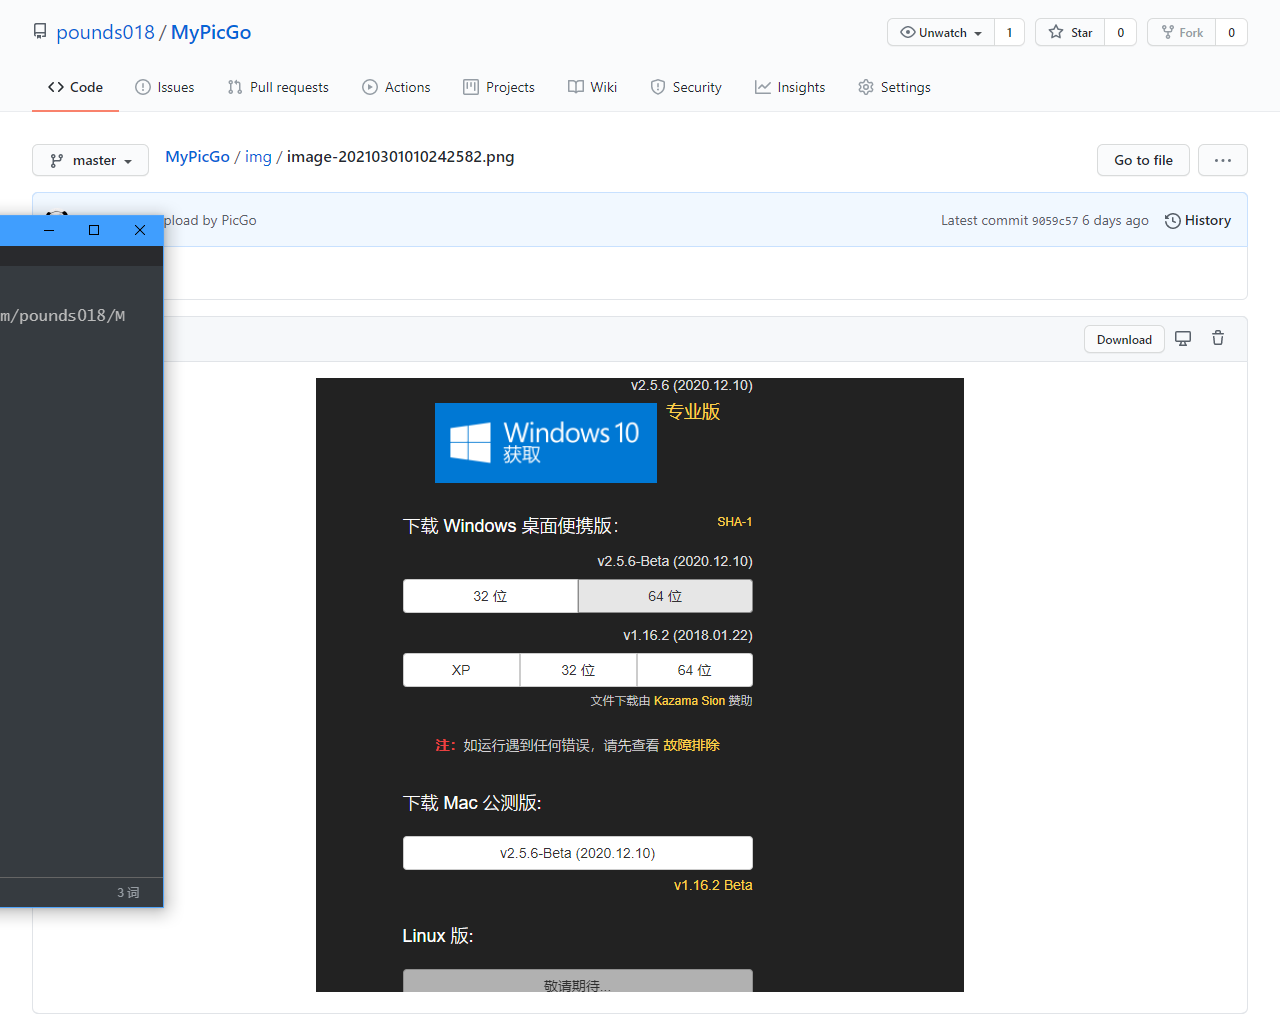 pounds018 / MyPicGo
Unwatch 1 Star 0 Fork 0
Code Issues Pull requests Actions Projects Wiki Security Insights Settings
master MyPicGo / img / image-20210301010242582.png Go to file ...
pload by PicGo Latest commit 9059c57 6 days ago History
m/pounds018/M
Download
v2.5.6 (2020.12.10)
Windows 10
获取
专业版
下载 Windows 桌面便携版：
SHA-1
v2.5.6-Beta (2020.12.10)
32 位 64 位
v1.16.2 (2018.01.22)
XP 32 位 64 位
文件下载由 Kazama Sion 赞助
注：如运行遇到任何错误，请先查看 故障排除
下载 Mac 公测版:
v2.5.6-Beta (2020.12.10)
v1.16.2 Beta
3 词
Linux 版:
敬请期待...